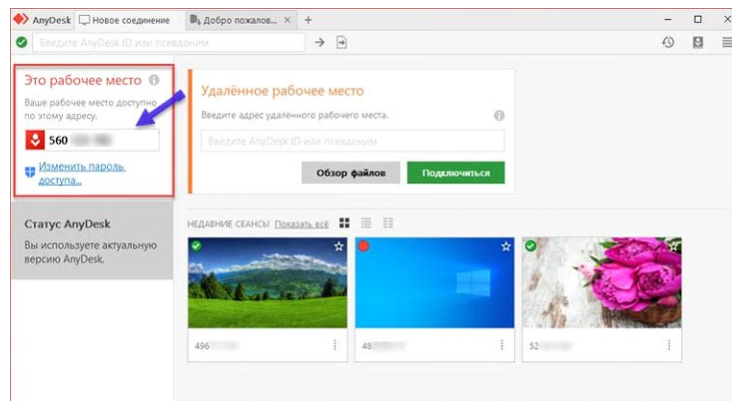 AnyDesk
Новое соединение
Добро пожалов...
Введите AnyDesk ID или псевдоним
Это рабочее место
Ваше рабочее место доступно
по этому адресу.
560
Изменить пароль
доступа...
Удалённое рабочее место
Введите адрес удалённого рабочего места.
Введите AnyDesk ID или псевдоним
Обзор файлов
Подключиться
Статус AnyDesk
Вы используете актуальную
версию AnyDesk.
НЕДАВНИЕ СЕАНСЫ Показать всё
496
48
52